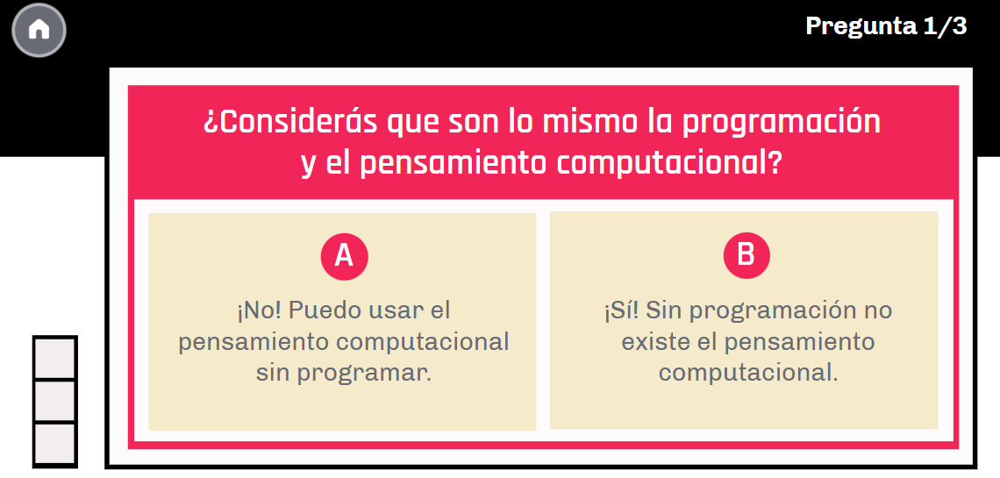 Pregunta 1/3
¿Considerás que son lo mismo la programación
y el pensamiento computacional?
A
¡No! Puedo usar el
pensamiento computacional
sin programar.
B
¡Sí! Sin programación no
existe el pensamiento
computacional.